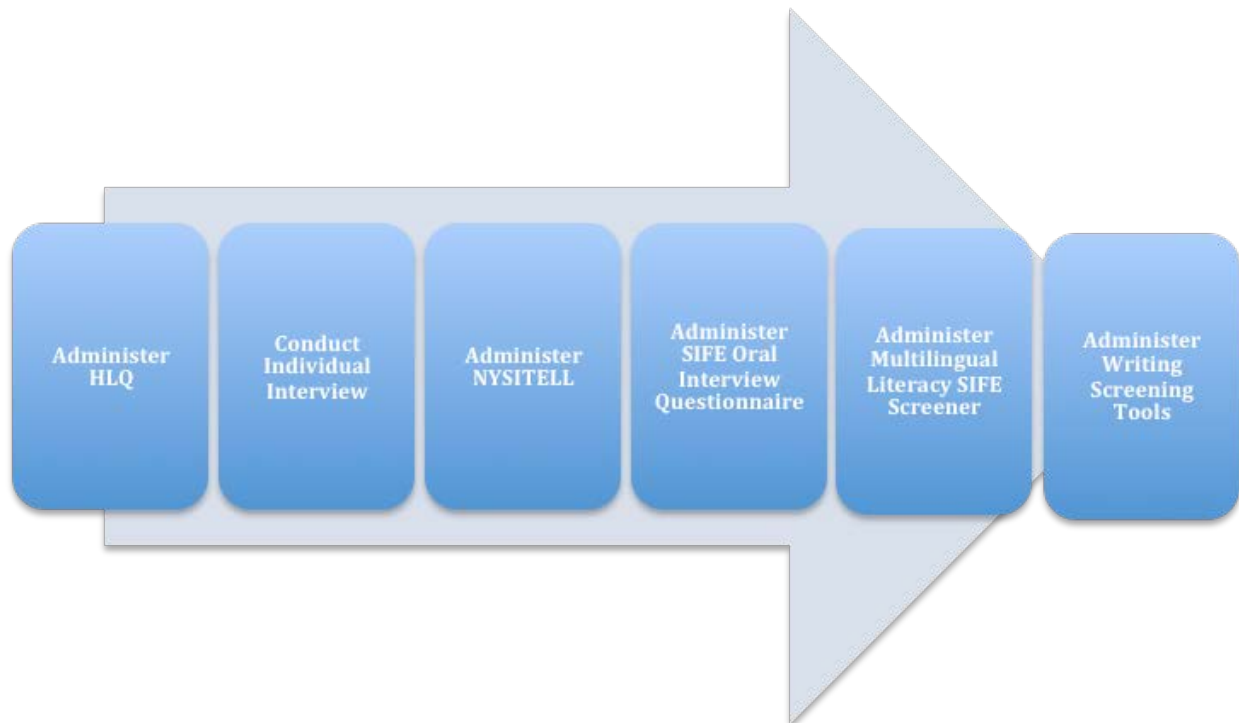 Administer
HLQ
Conduct
Individual
Interview
Administer
NYSITELL
Administer
SIFE Oral
Interview
Questionnaire
Administer
Multilingual
Literacy SIFE
Screener
Administer
Writing
Screening
Tools